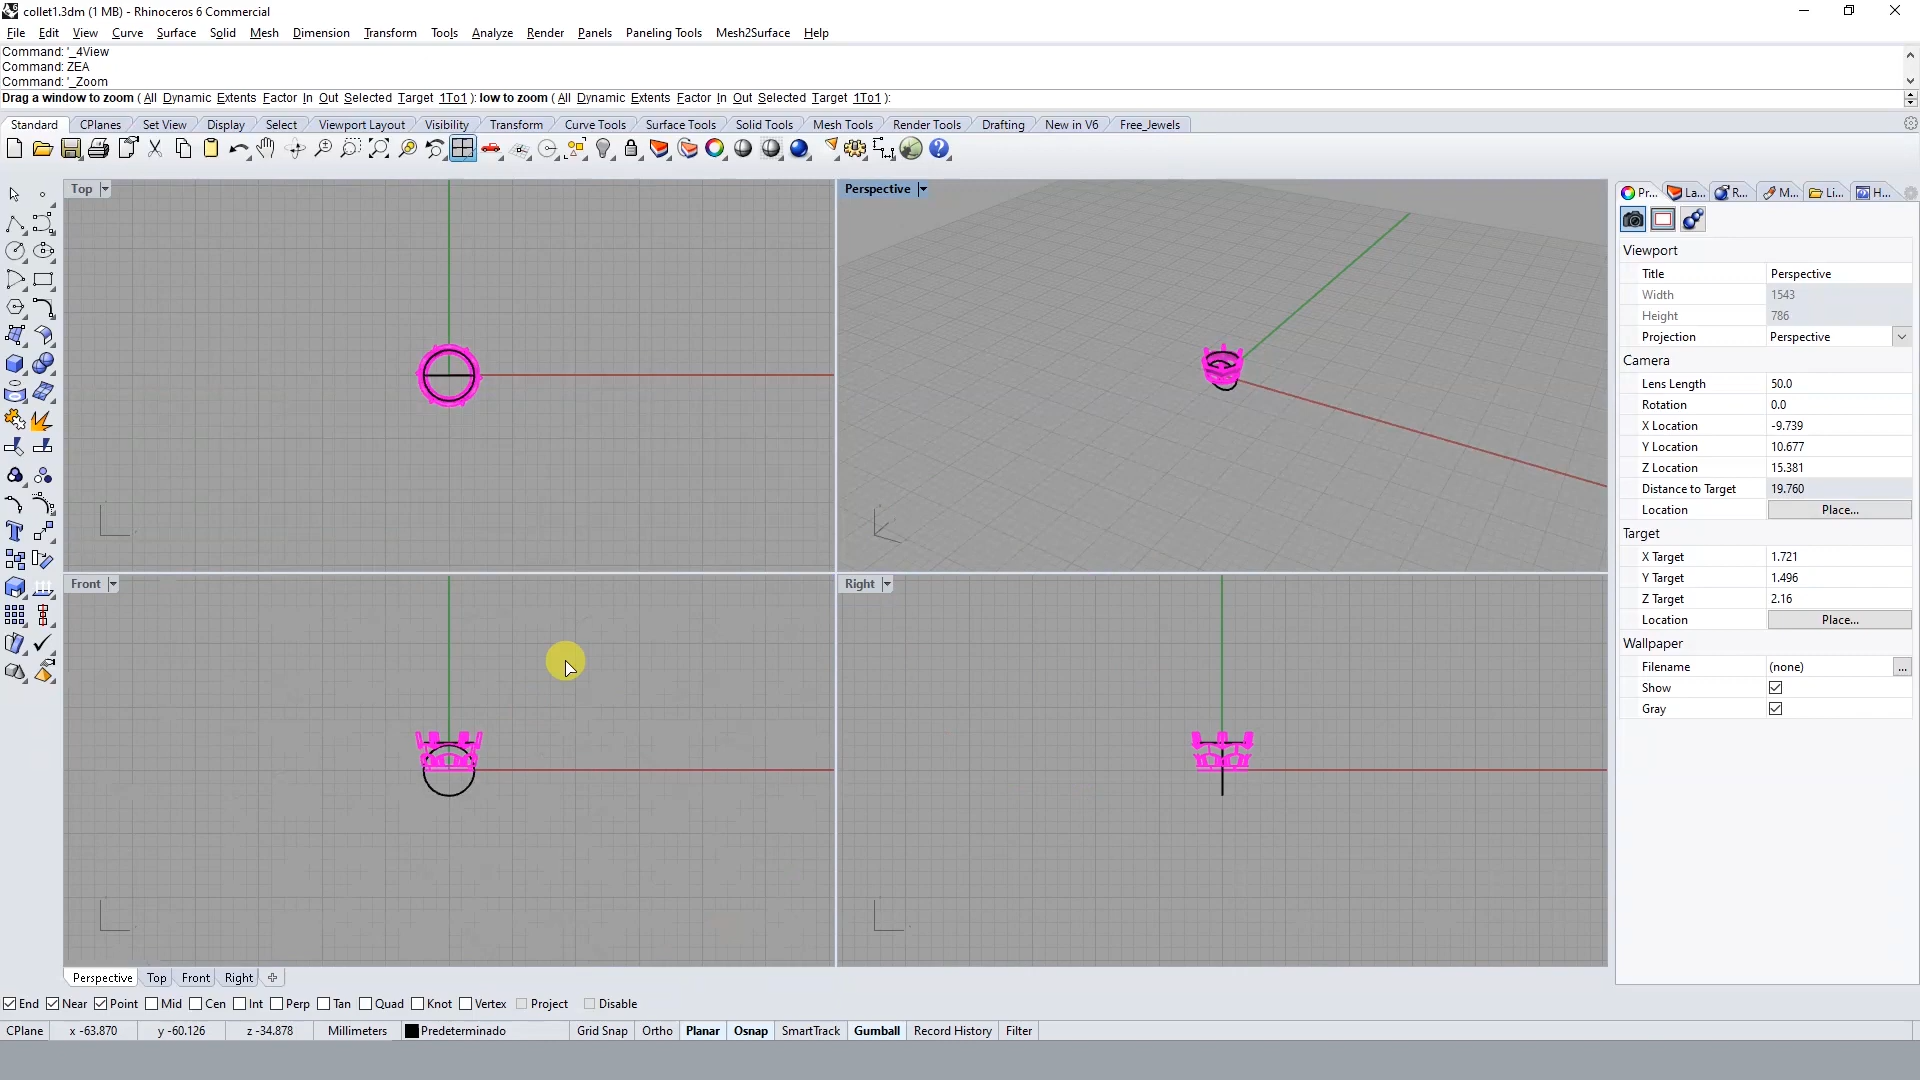 collet1.3dm (1 MB) - Rhinoceros 6 Commercial
File Edit View Curve Surface Solid Mesh Dimension Transform Tools Analyze Render Panels Paneling Tools Mesh2Surface Help
Command: '_4View
Command: ZEA
Command: '_Zoom
Drag a window to zoom ( All Dynamic Extents Factor In Out Selected Target 1To1 ): low to zoom ( All Dynamic Extents Factor In Out Selected Target 1To1 ):
Standard CPlanes Set View Display Select Viewport Layout Visibility Transform Curve Tools Surface Tools Solid Tools Mesh Tools Render Tools Drafting New in V6 Free_Jewels
Top
Perspective
Pr... La... R... M... Li... H...
Viewport
Title Perspective
Width 1543
Height 786
Projection Perspective
Camera
Lens Length 50.0
Rotation 0.0
X Location -9.739
Y Location 10.677
Z Location 15.381
Distance to Target 19.760
Location Place...
Target
X Target 1.721
Y Target 1.496
Z Target 2.16
Location Place...
Wallpaper
Filename (none) ...
Show
Gray
Front
Right
Perspective Top Front Right
End Near Point Mid Cen Int Perp Tan Quad Knot Vertex Project Disable
CPlane x -63.870 y -60.126 z -34.878 Millimeters Predeterminado Grid Snap Ortho Planar Osnap SmartTrack Gumball Record History Filter